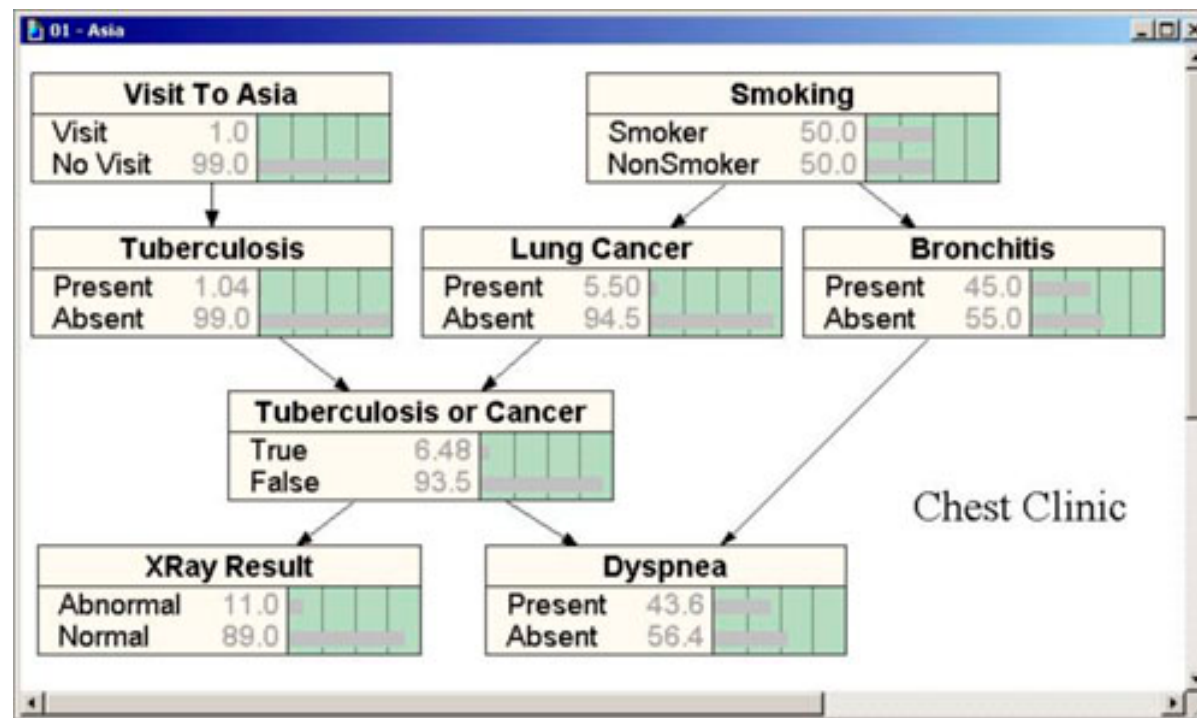 01 - Asia
Visit To Asia
Visit 1.0
No Visit 99.0
Smoking
Smoker 50.0
NonSmoker 50.0
Tuberculosis
Present 1.04
Absent 99.0
Lung Cancer
Present 5.50
Absent 94.5
Bronchitis
Present 45.0
Absent 55.0
Tuberculosis or Cancer
True 6.48
False 93.5
Chest Clinic
XRay Result
Abnormal 11.0
Normal 89.0
Dyspnea
Present 43.6
Absent 56.4